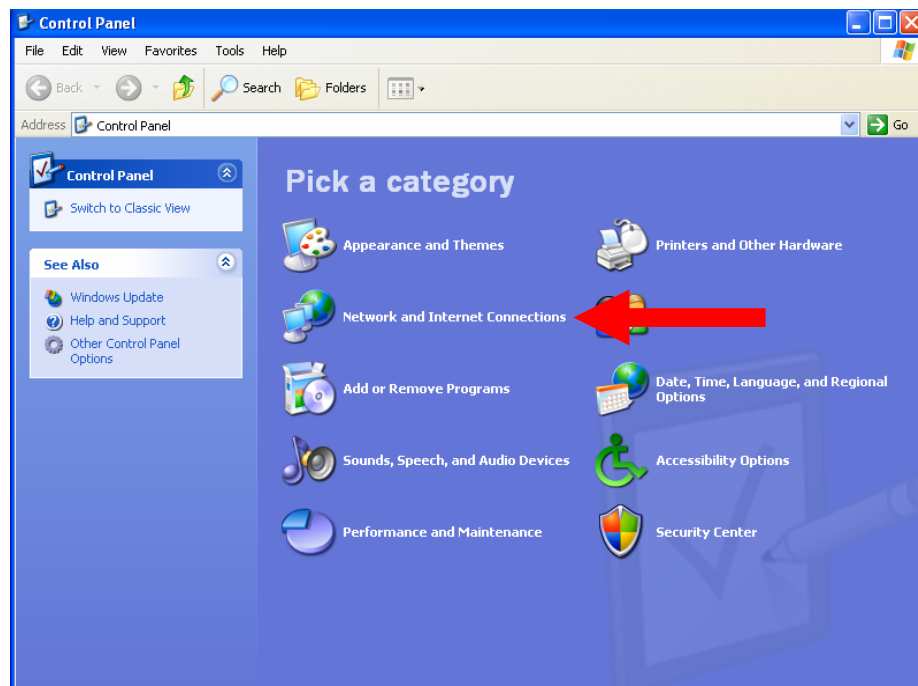 Control Panel
File Edit View Favorites Tools Help
Back Search Folders
Address Control Panel Go
Control Panel
Switch to Classic View
See Also
Windows Update
Help and Support
Other Control Panel
Options
Pick a category
Appearance and Themes
Printers and Other Hardware
Network and Internet Connections
Add or Remove Programs
Date, Time, Language, and Regional
Options
Sounds, Speech, and Audio Devices
Accessibility Options
Performance and Maintenance
Security Center